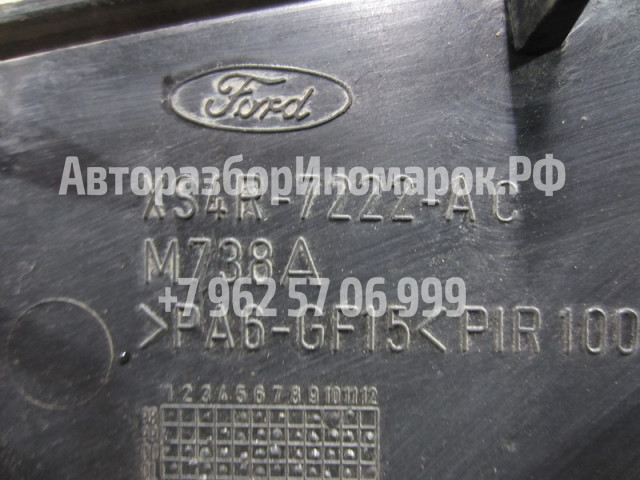 Ford
АвторазборИномарок.РФ
XS4R-7222-AC
M738A
+7 962 57 06 999
>PA6-GF15<PIR 100
1 2 3 4 5 6 7 8 9 10 11 12